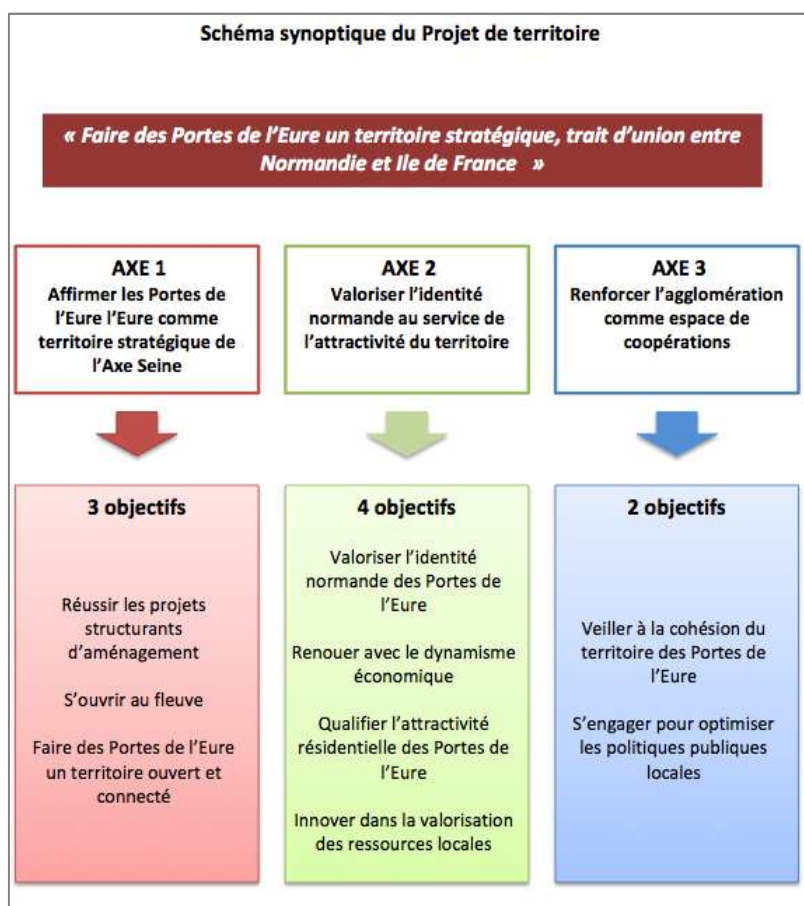 Schéma synoptique du Projet de territoire
« Faire des Portes de l’Eure un territoire stratégique, trait d’union entre
Normandie et Ile de France »
AXE 1
Affirmer les Portes de
l’Eure l’Eure comme
territoire stratégique de
l’Axe Seine
AXE 2
Valoriser l’identité
normande au service de
l’attractivité du territoire
AXE 3
Renforcer l’agglomération
comme espace de
coopérations
3 objectifs
Réussir les projets
structurants
d’aménagement
S’ouvrir au fleuve
Faire des Portes de l’Eure
un territoire ouvert et
connecté
4 objectifs
Valoriser l’identité
normande des Portes de
l’Eure
Renouer avec le dynamisme
économique
Qualifier l’attractivité
résidentielle des Portes de
l’Eure
Innover dans la valorisation
des ressources locales
2 objectifs
Veiller à la cohésion du
territoire des Portes de
l’Eure
S’engager pour optimiser
les politiques publiques
locales